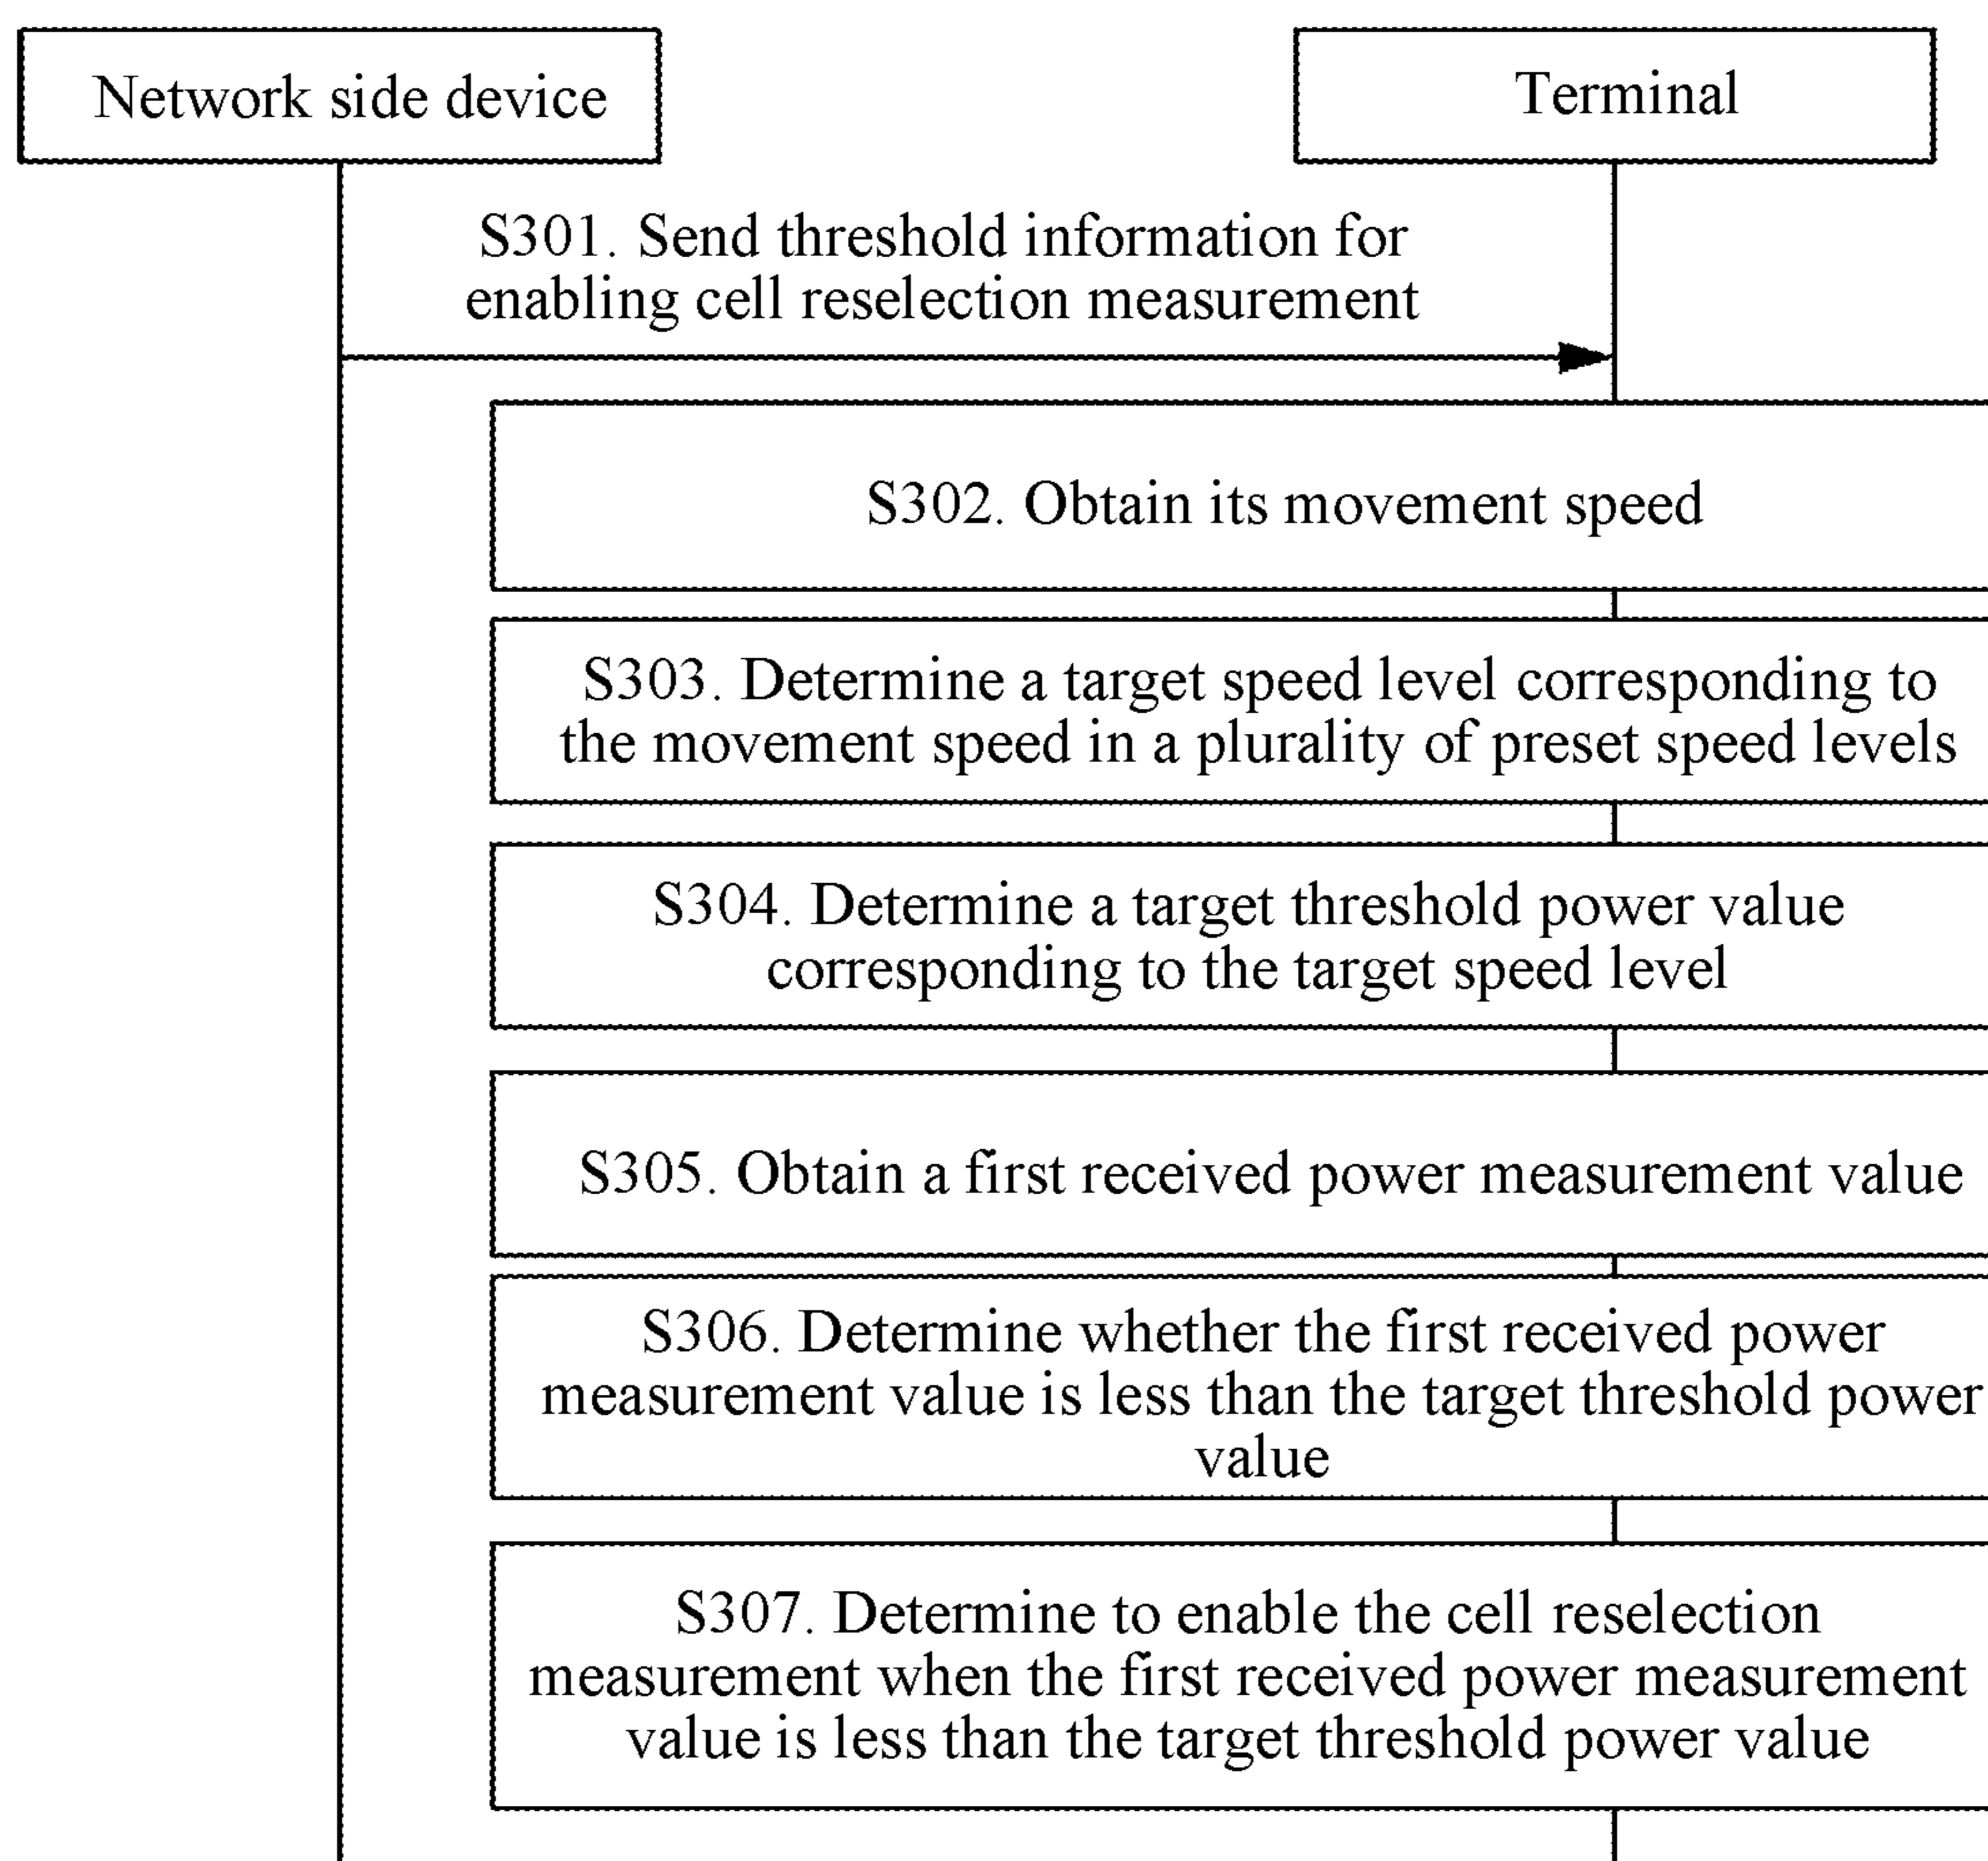 Network side device
Terminal
S301. Send threshold information for
enabling cell reselection measurement
S302. Obtain its movement speed
S303. Determine a target speed level corresponding to
the movement speed in a plurality of preset speed levels
S304. Determine a target threshold power value
corresponding to the target speed level
S305. Obtain a first received power measurement value
S306. Determine whether the first received power
measurement value is less than the target threshold power
value
S307. Determine to enable the cell reselection
measurement when the first received power measurement
value is less than the target threshold power value